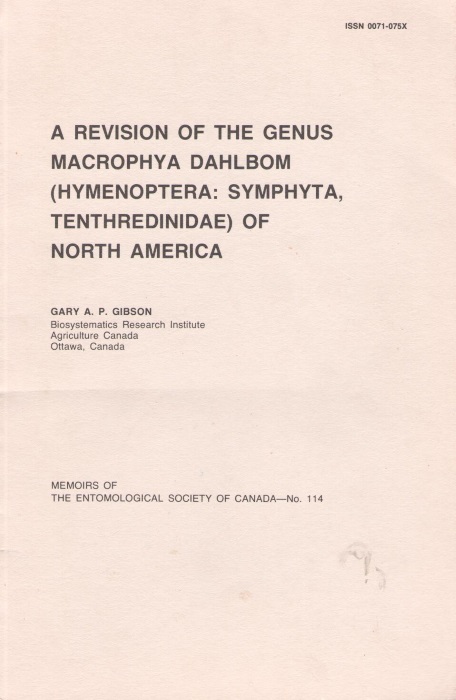 ISSN 0071-075X
A REVISION OF THE GENUS
MACROPHYA DAHLBOM
(HYMENOPTERA: SYMPHYTA,
TENTHREDINIDAE) OF
NORTH AMERICA
GARY A. P. GIBSON
Biosystematics Research Institute
Agriculture Canada
Ottawa, Canada
MEMOIRS OF
THE ENTOMOLOGICAL SOCIETY OF CANADA—No. 114